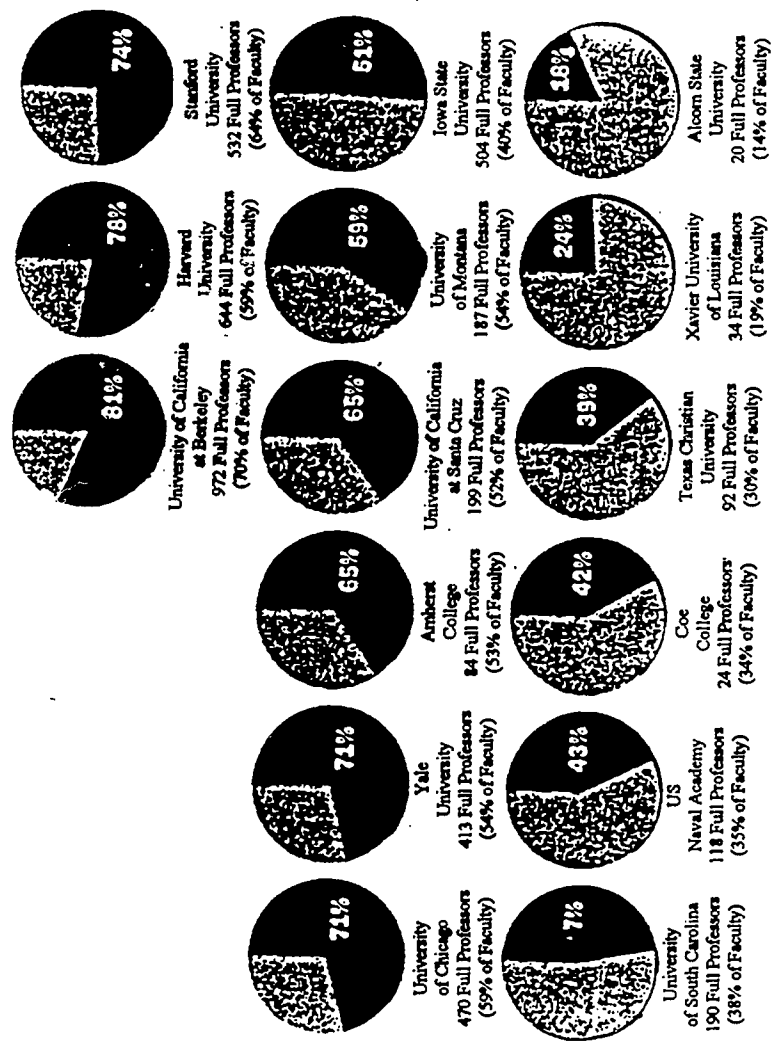 81%
University of California
at Berkeley
972 Full Professors
(70% of Faculty)
78%
Harvard
University
644 Full Professors
(59% of Faculty)
74%
Stanford
University
532 Full Professors
(64% of Faculty)
71%
University
of Chicago
470 Full Professors
(59% of Faculty)
71%
Yale
University
413 Full Professors
(54% of Faculty)
65%
Amherst
College
84 Full Professors
(53% of Faculty)
65%
University of California
at Santa Cruz
199 Full Professors
(52% of Faculty)
59%
University
of Montana
187 Full Professors
(54% of Faculty)
51%
Iowa State
University
504 Full Professors
(40% of Faculty)
7%
University
of South Carolina
190 Full Professors
(38% of Faculty)
43%
US
Naval Academy
118 Full Professors
(35% of Faculty)
42%
Coe
College
24 Full Professors
(34% of Faculty)
39%
Texas Christian
University
92 Full Professors
(30% of Faculty)
24%
Xavier University
of Louisiana
34 Full Professors
(19% of Faculty)
18%
Alcorn State
University
20 Full Professors
(14% of Faculty)